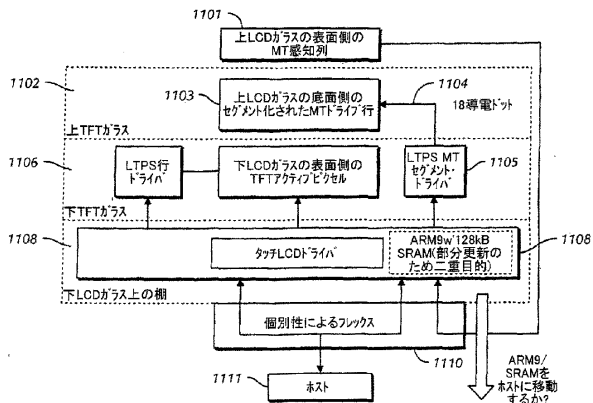 1101
上LCDガラスの表面側の
MT感知列
1102
1103
上LCDガラスの底面側の
セグメント化されたMTドライブ行
1104
18導電ドット
上TFTガラス
1106
LTPS行
ドライバ
下LCDガラスの表面側の
TFTアクティブピクセル
LTPS MT
セグメント・
ドライバ
1105
下TFTガラス
1108
タッチLCDドライバ
ARM9w/128kB
SRAM(部分更新の
ため二重目的)
1108
下LCDガラス上の棚
個別性によるフレックス
1110
ホスト
1111
ARM9/
SRAMを
ホストに移動
するか?